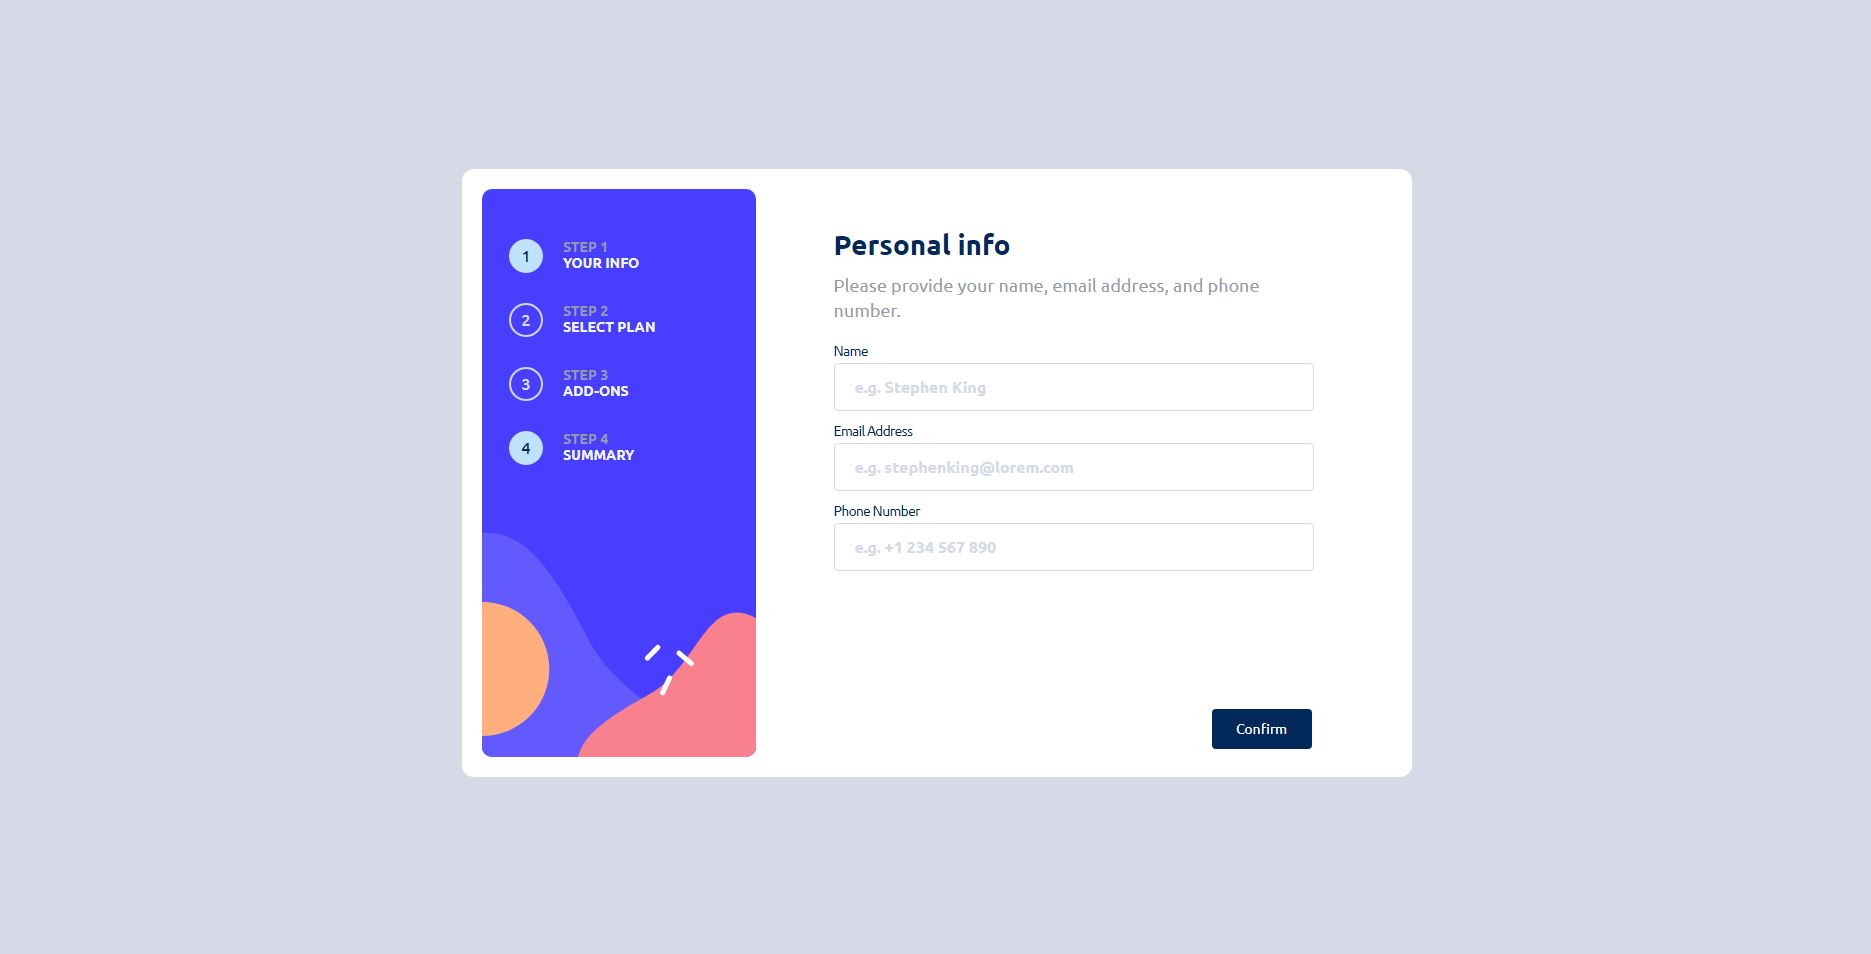 1
STEP 1
YOUR INFO
2
STEP 2
SELECT PLAN
3
STEP 3
ADD-ONS
4
STEP 4
SUMMARY
Personal info
Please provide your name, email address, and phone
number.
Name
e.g. Stephen King
Email Address
e.g. stephenking@lorem.com
Phone Number
e.g. +1 234 567 890
Confirm